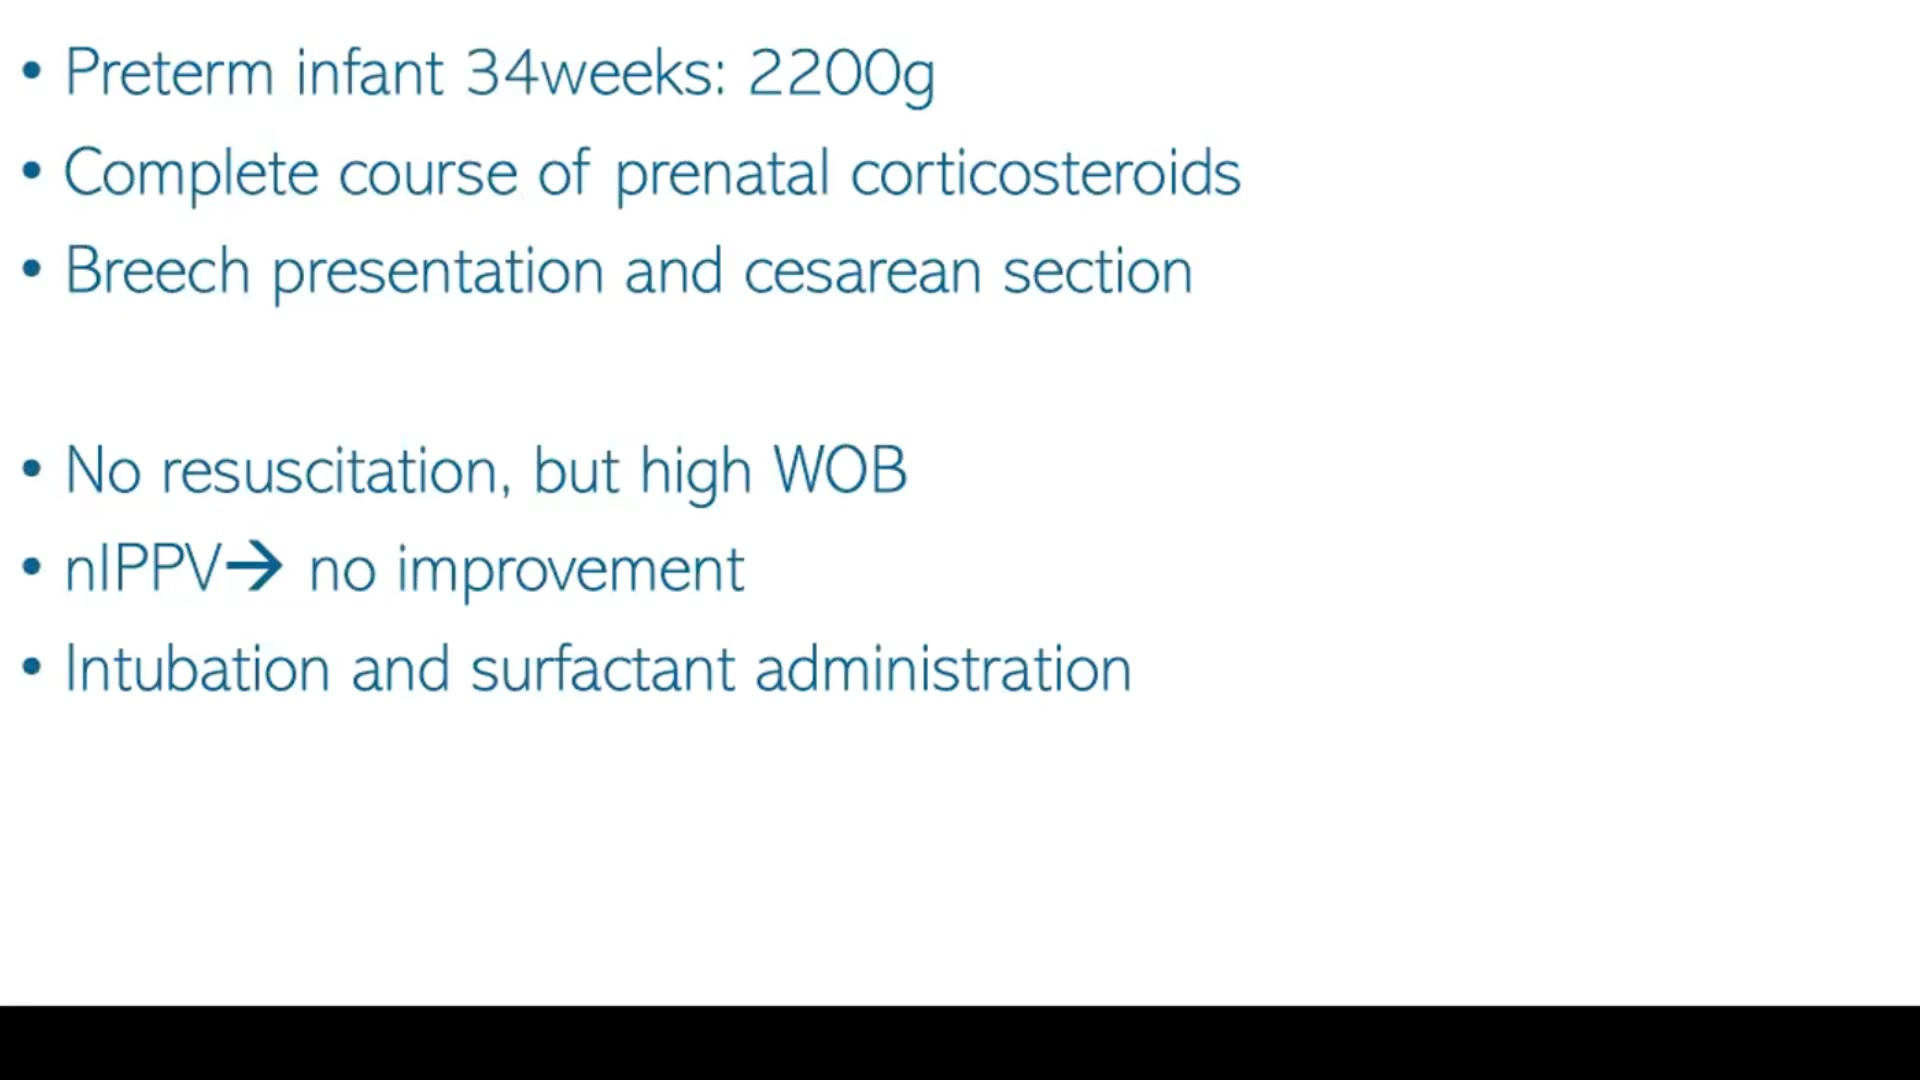 • Preterm infant 34weeks: 2200g
• Complete course of prenatal corticosteroids
• Breech presentation and cesarean section
• No resuscitation, but high WOB
• nIPPV→ no improvement
• Intubation and surfactant administration